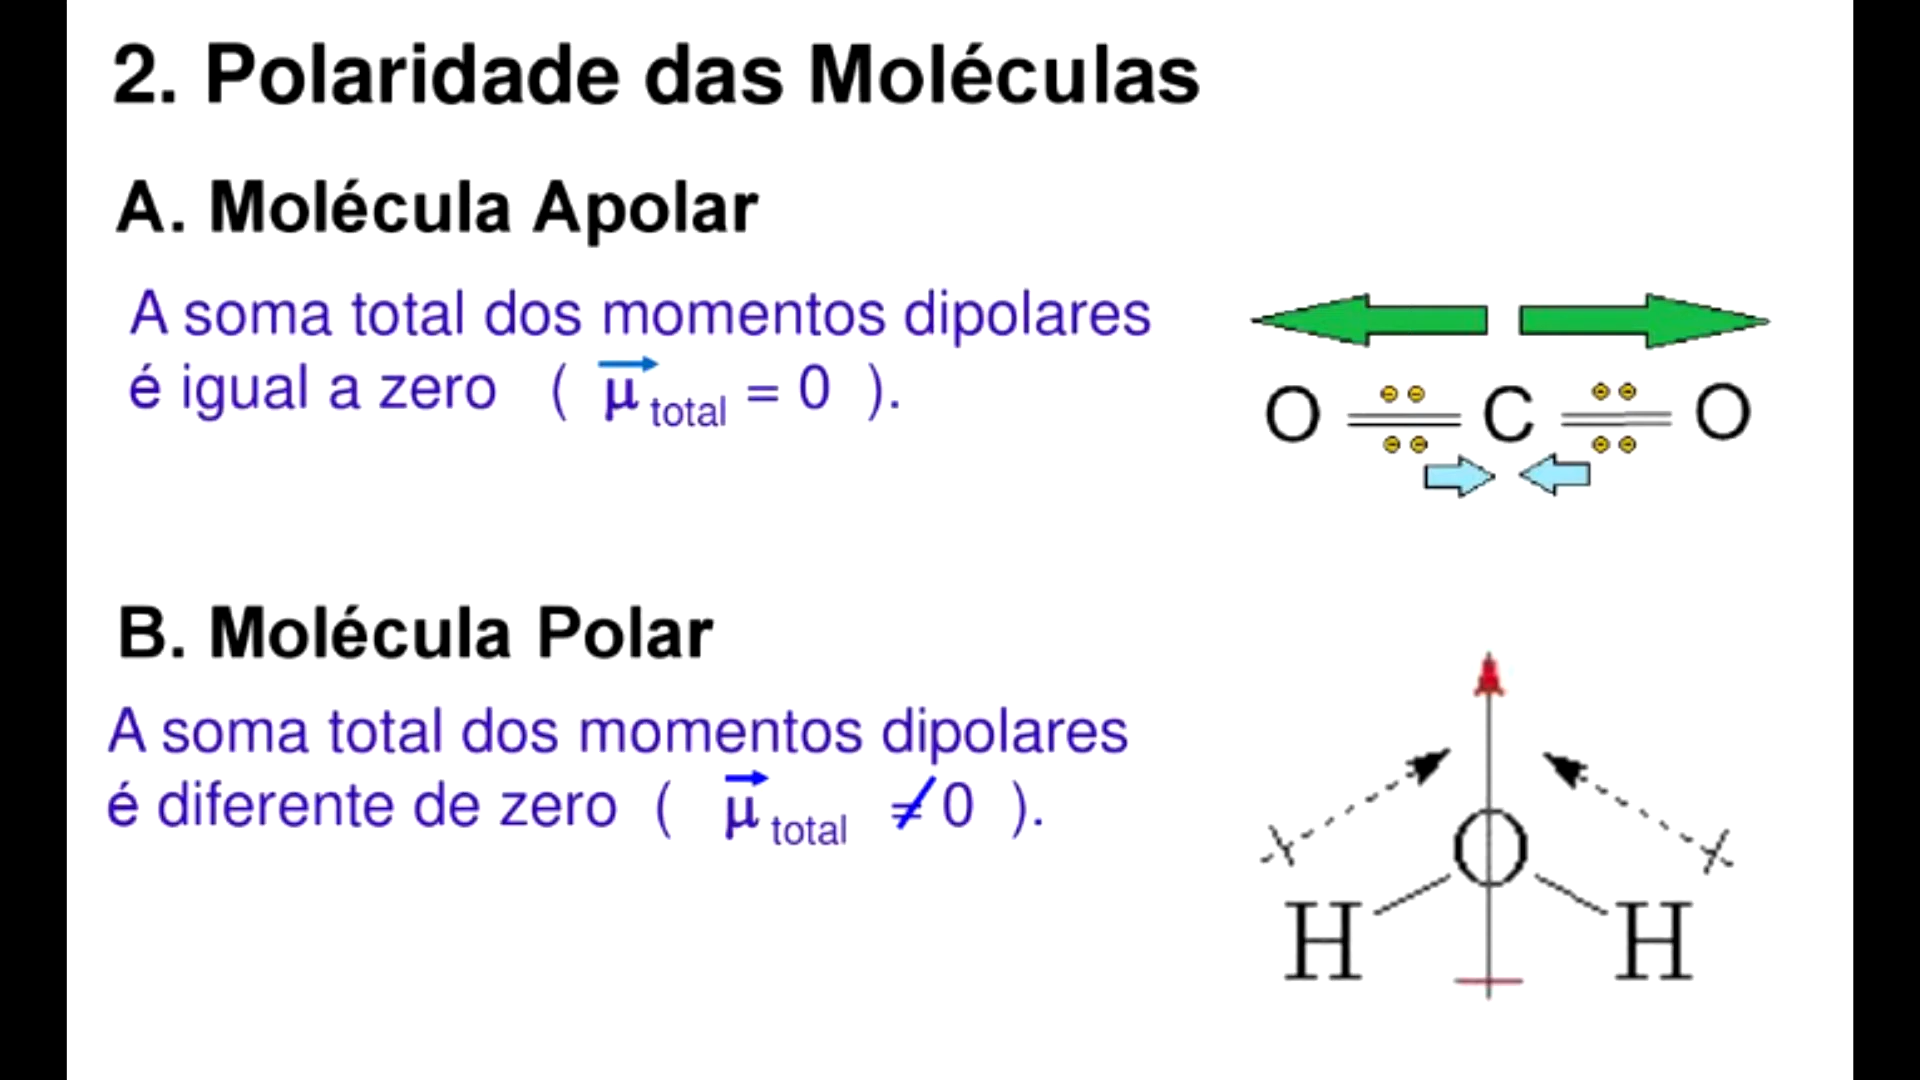 2. Polaridade das Moléculas
A. Molécula Apolar
A soma total dos momentos dipolares
é igual a zero ( μ total = 0 ).
O C O
B. Molécula Polar
A soma total dos momentos dipolares
é diferente de zero ( μ total ≠ 0 ).
O
H H